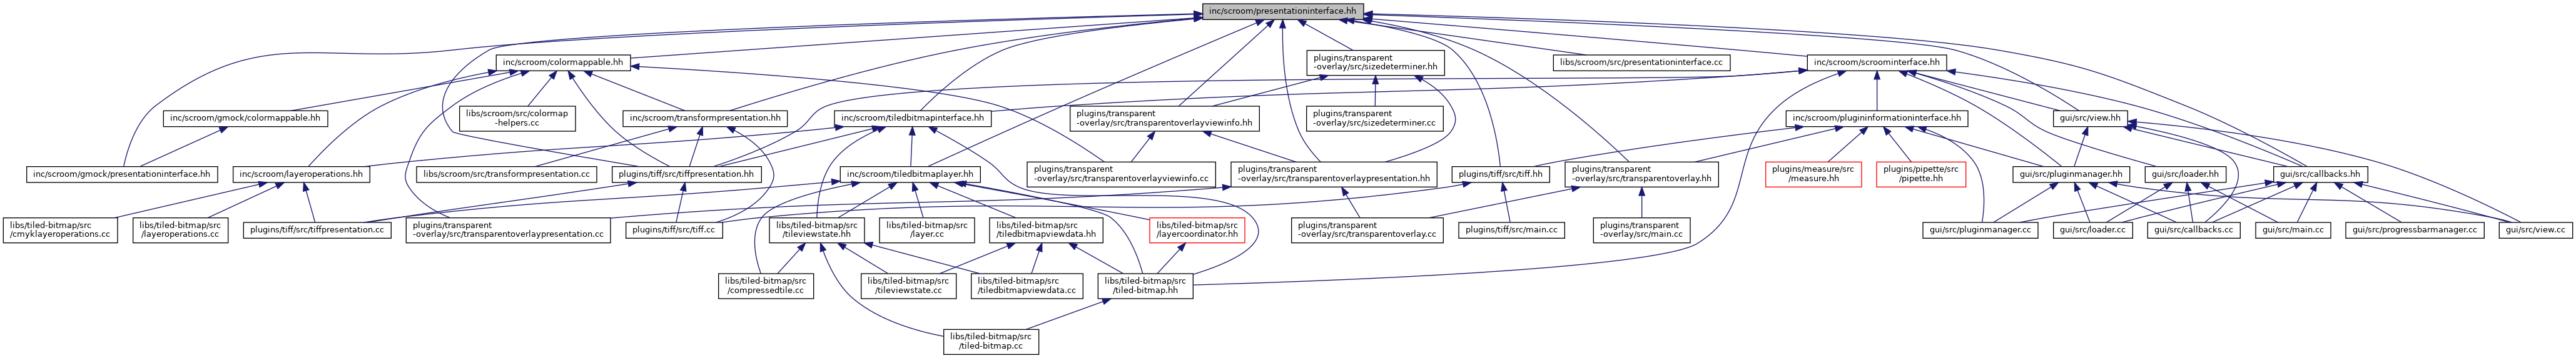 inc/scroom/presentationinterface.hh
inc/scroom/colormappable.hh
plugins/transparent
-overlay/src/sizedeterminer.hh
libs/scroom/src/presentationinterface.cc
inc/scroom/scroominterface.hh
inc/scroom/gmock/colormappable.hh
libs/scroom/src/colormap
-helpers.cc
inc/scroom/transformpresentation.hh
inc/scroom/tiledbitmapinterface.hh
plugins/transparent
-overlay/src/transparentoverlayviewinfo.hh
plugins/transparent
-overlay/src/sizedeterminer.cc
inc/scroom/plugininformationinterface.hh
gui/src/view.hh
inc/scroom/gmock/presentationinterface.hh
inc/scroom/layeroperations.hh
libs/scroom/src/transformpresentation.cc
plugins/tiff/src/tiffpresentation.hh
inc/scroom/tiledbitmaplayer.hh
plugins/transparent
-overlay/src/transparentoverlayviewinfo.cc
plugins/transparent
-overlay/src/transparentoverlaypresentation.hh
plugins/tiff/src/tiff.hh
plugins/transparent
-overlay/src/transparentoverlay.hh
plugins/measure/src
/measure.hh
plugins/pipette/src
/pipette.hh
gui/src/pluginmanager.hh
gui/src/loader.hh
gui/src/callbacks.hh
libs/tiled-bitmap/src
/cmyklayeroperations.cc
libs/tiled-bitmap/src
/layeroperations.cc
plugins/tiff/src/tiffpresentation.cc
plugins/transparent
-overlay/src/transparentoverlaypresentation.cc
plugins/tiff/src/tiff.cc
libs/tiled-bitmap/src
/tileviewstate.hh
libs/tiled-bitmap/src
/layer.cc
libs/tiled-bitmap/src
/tiledbitmapviewdata.hh
libs/tiled-bitmap/src
/layercoordinator.hh
plugins/transparent
-overlay/src/transparentoverlay.cc
plugins/tiff/src/main.cc
plugins/transparent
-overlay/src/main.cc
gui/src/pluginmanager.cc
gui/src/loader.cc
gui/src/callbacks.cc
gui/src/main.cc
gui/src/progressbarmanager.cc
gui/src/view.cc
libs/tiled-bitmap/src
/compressedtile.cc
libs/tiled-bitmap/src
/tileviewstate.cc
libs/tiled-bitmap/src
/tiledbitmapviewdata.cc
libs/tiled-bitmap/src
/tiled-bitmap.hh
libs/tiled-bitmap/src
/tiled-bitmap.cc